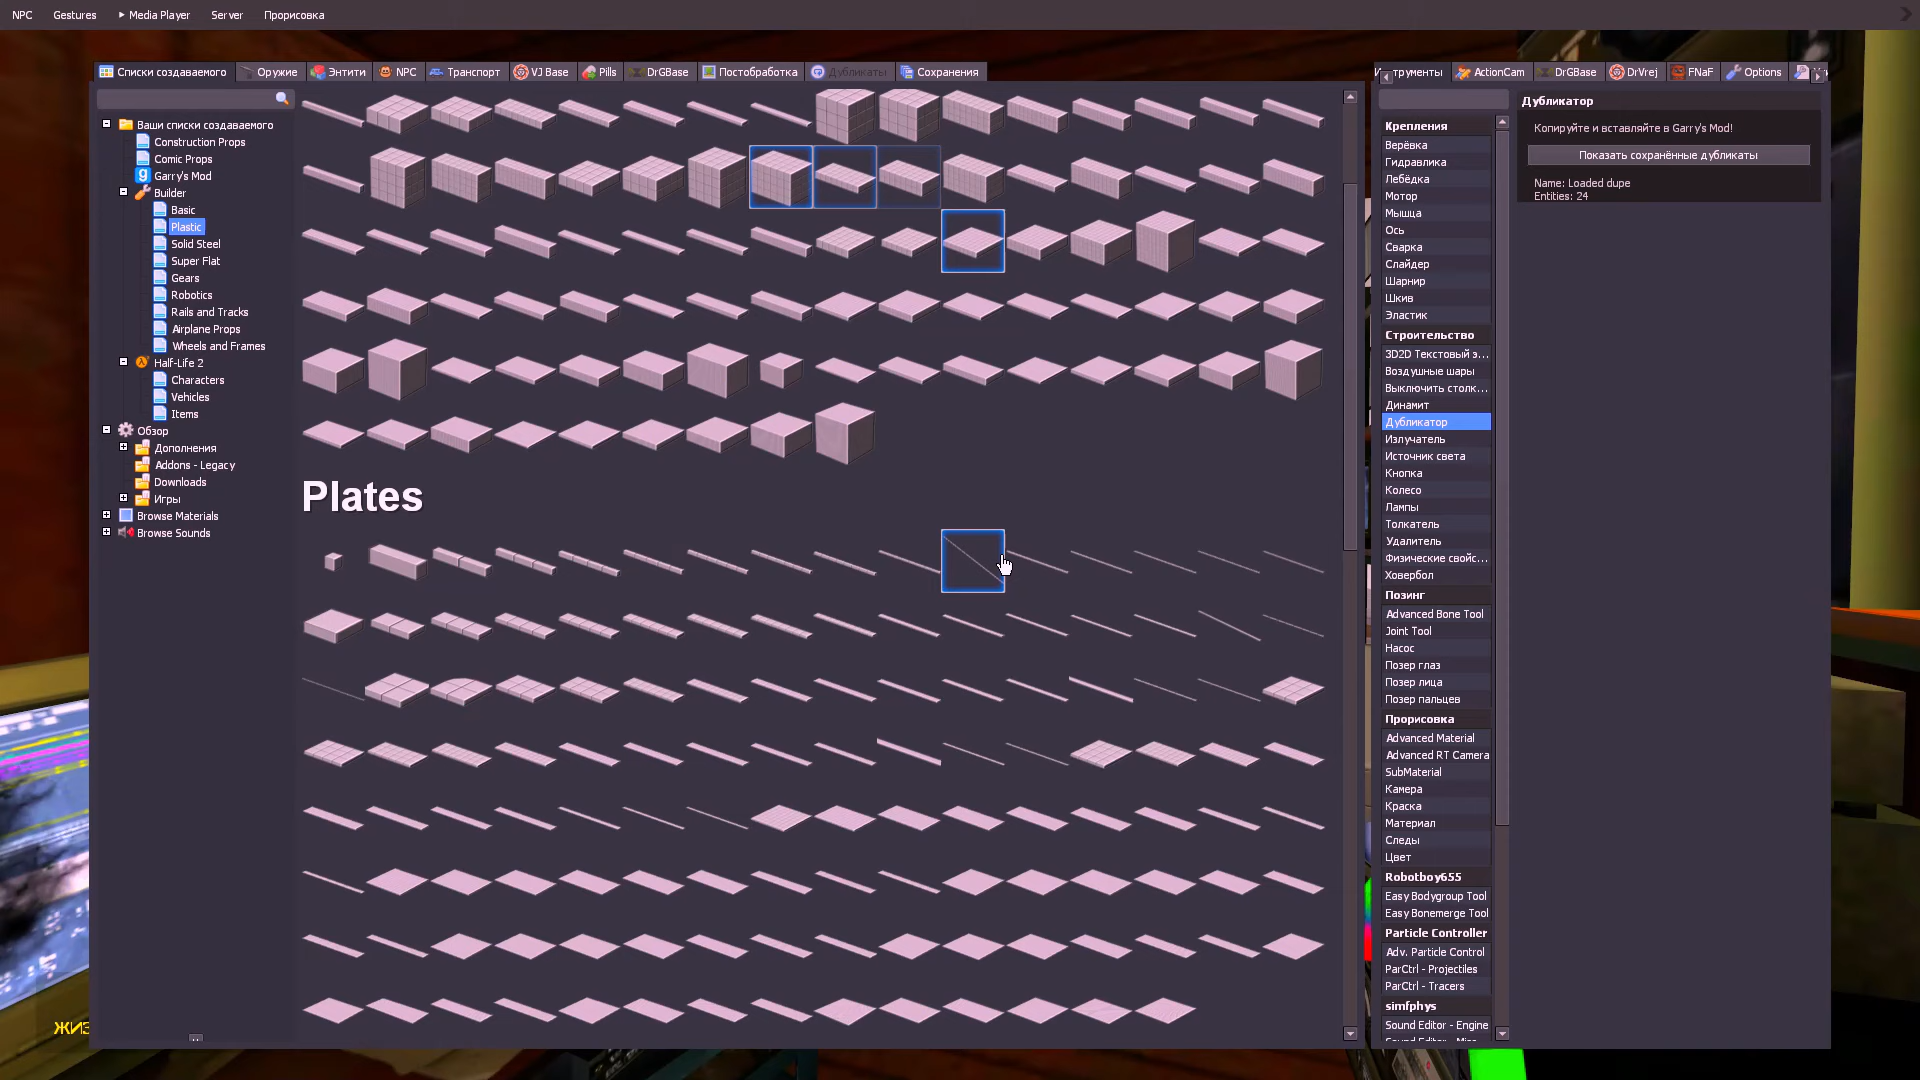 NPC Gestures Media Player Server Прорисовка
Списки создаваемого Оружие Энтити NPC Транспорт VJ Base Pills DrGBase Постобработка Дубликаты Сохранения
Ваши списки создаваемого
Construction Props
Comic Props
Garry's Mod
Builder
Basic
Plastic
Solid Steel
Super Flat
Gears
Robotics
Rails and Tracks
Airplane Props
Wheels and Frames
Half-Life 2
Characters
Vehicles
Items
Обзор
Дополнения
Addons - Legacy
Downloads
Игры
Browse Materials
Browse Sounds
Plates
ActionCam DrGBase DrVrej FNaF Options
Крепления
Верёвка
Гидравлика
Лебёдка
Мотор
Мышца
Ось
Сварка
Слайдер
Шарнир
Шкив
Эластик
Строительство
3D2D Текстовый э...
Воздушные шары
Выключить столк...
Динамит
Дубликатор
Излучатель
Источник света
Кнопка
Колесо
Лампы
Толкатель
Удалитель
Физические свойс...
Ховербол
Позинг
Advanced Bone Tool
Joint Tool
Насос
Позер глаз
Позер лица
Позер пальцев
Прорисовка
Advanced Material
Advanced RT Camera
SubMaterial
Камера
Краска
Материал
Следы
Цвет
Robotboy655
Easy Bodygroup Tool
Easy Bonemerge Tool
Particle Controller
Adv. Particle Control
ParCtrl - Projectiles
ParCtrl - Tracers
simfphys
Sound Editor - Engine
Дубликатор
Копируйте и вставляйте в Garry's Mod!
Показать сохранённые дубликаты
Name: Loaded dupe
Entities: 24